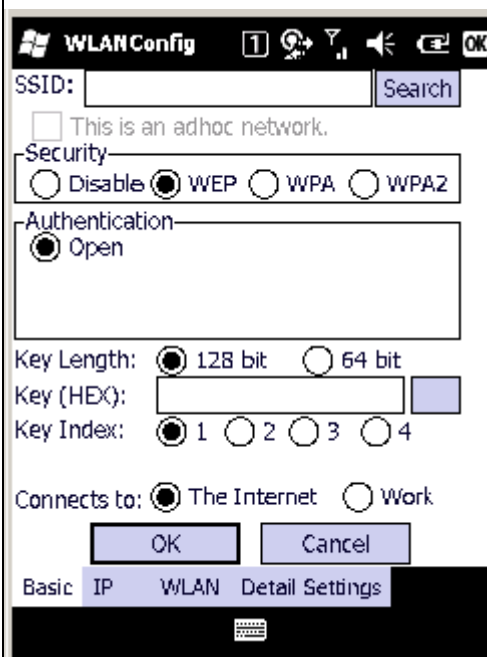 WLANConfig 1 OK
SSID: Search
This is an adhoc network.
Security
Disable WEP WPA WPA2
Authentication
Open
Key Length: 128 bit 64 bit
Key (HEX):
Key Index: 1 2 3 4
Connects to: The Internet Work
OK Cancel
Basic IP WLAN Detail Settings